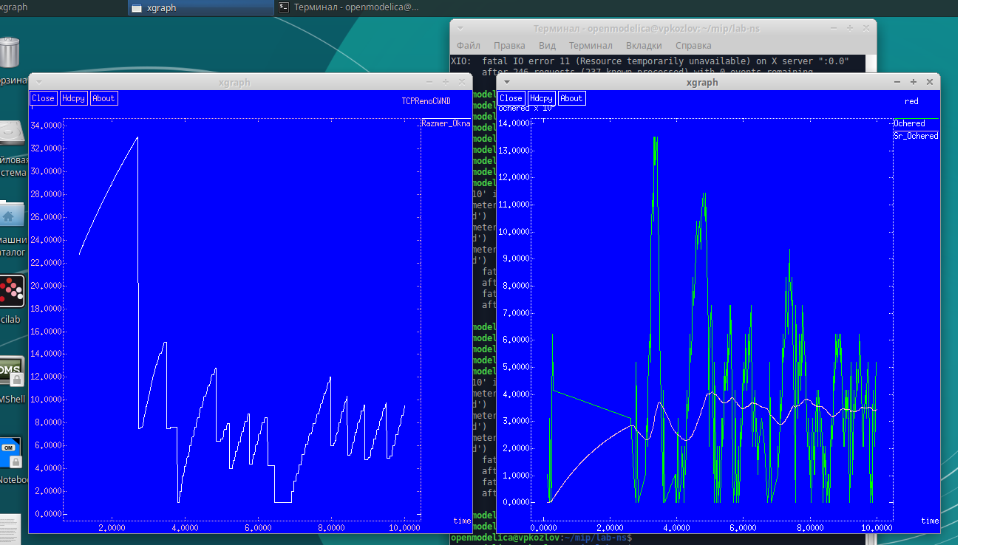 xgraph
xgraph
Терминал - openmodelica@...
Терминал - openmodelica@vpkozlov: ~/mip/lab-ns
Файл Правка Вид Терминал Вкладки Справка
XIO: fatal IO error 11 (Resource temporarily unavailable) on X server ":0.0"
after 246 requests (237 known processed) with 0 events remaining.
xgraph
Close Hdcpy About
TCPRenoCWND
Razmer_Okna
34.0000
32.0000
30.0000
28.0000
26.0000
24.0000
22.0000
20.0000
18.0000
16.0000
14.0000
12.0000
10.0000
8.0000
6.0000
4.0000
2.0000
0.0000
2.0000 4.0000 6.0000 8.0000 10.0000
time
xgraph
Close Hdcpy About
red
ochered x 10
Ochered
Sr_Ochered
14.0000
13.0000
12.0000
11.0000
10.0000
9.0000
8.0000
7.0000
6.0000
5.0000
4.0000
3.0000
2.0000
1.0000
0.0000
0.0000 2.0000 4.0000 6.0000 8.0000 10.0000
time
model
model
model
model
model
model
model
model
model
10' i
meter
d')
meter
d')
meter
d')
fat
aft
fat
aft
model
model
model
model
model
10' i
meter
d')
meter
d')
meter
d')
fat
aft
fat
aft
model
model
openmodelica@vpkozlov:~/mip/lab-ns$
рзина
йловая
стема
машни
аталог
cilab
OMS
MShell
OM
Notebo